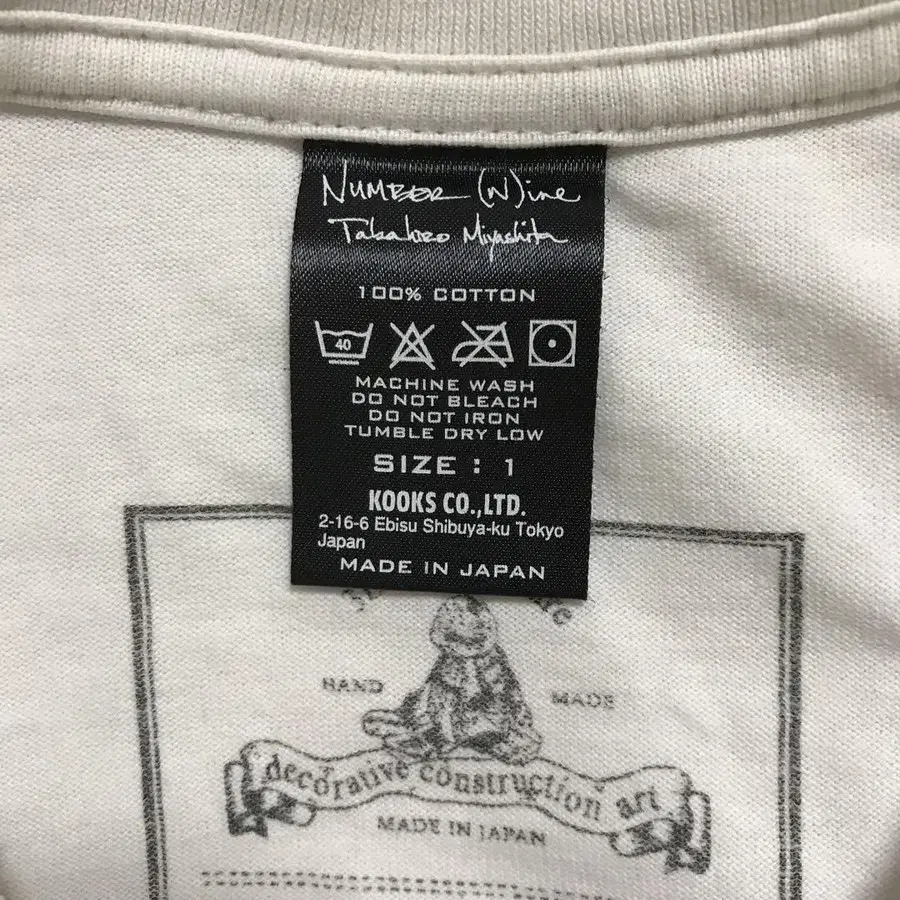 NUMBER (N)ine
Takahiro Miyashita
100% COTTON
40
MACHINE WASH
DO NOT BLEACH
DO NOT IRON
TUMBLE DRY LOW
SIZE : 1
KOOKS CO.,LTD.
2-16-6 Ebisu Shibuya-ku Tokyo
Japan
MADE IN JAPAN
HAND MADE
decorative construction art
MADE IN JAPAN